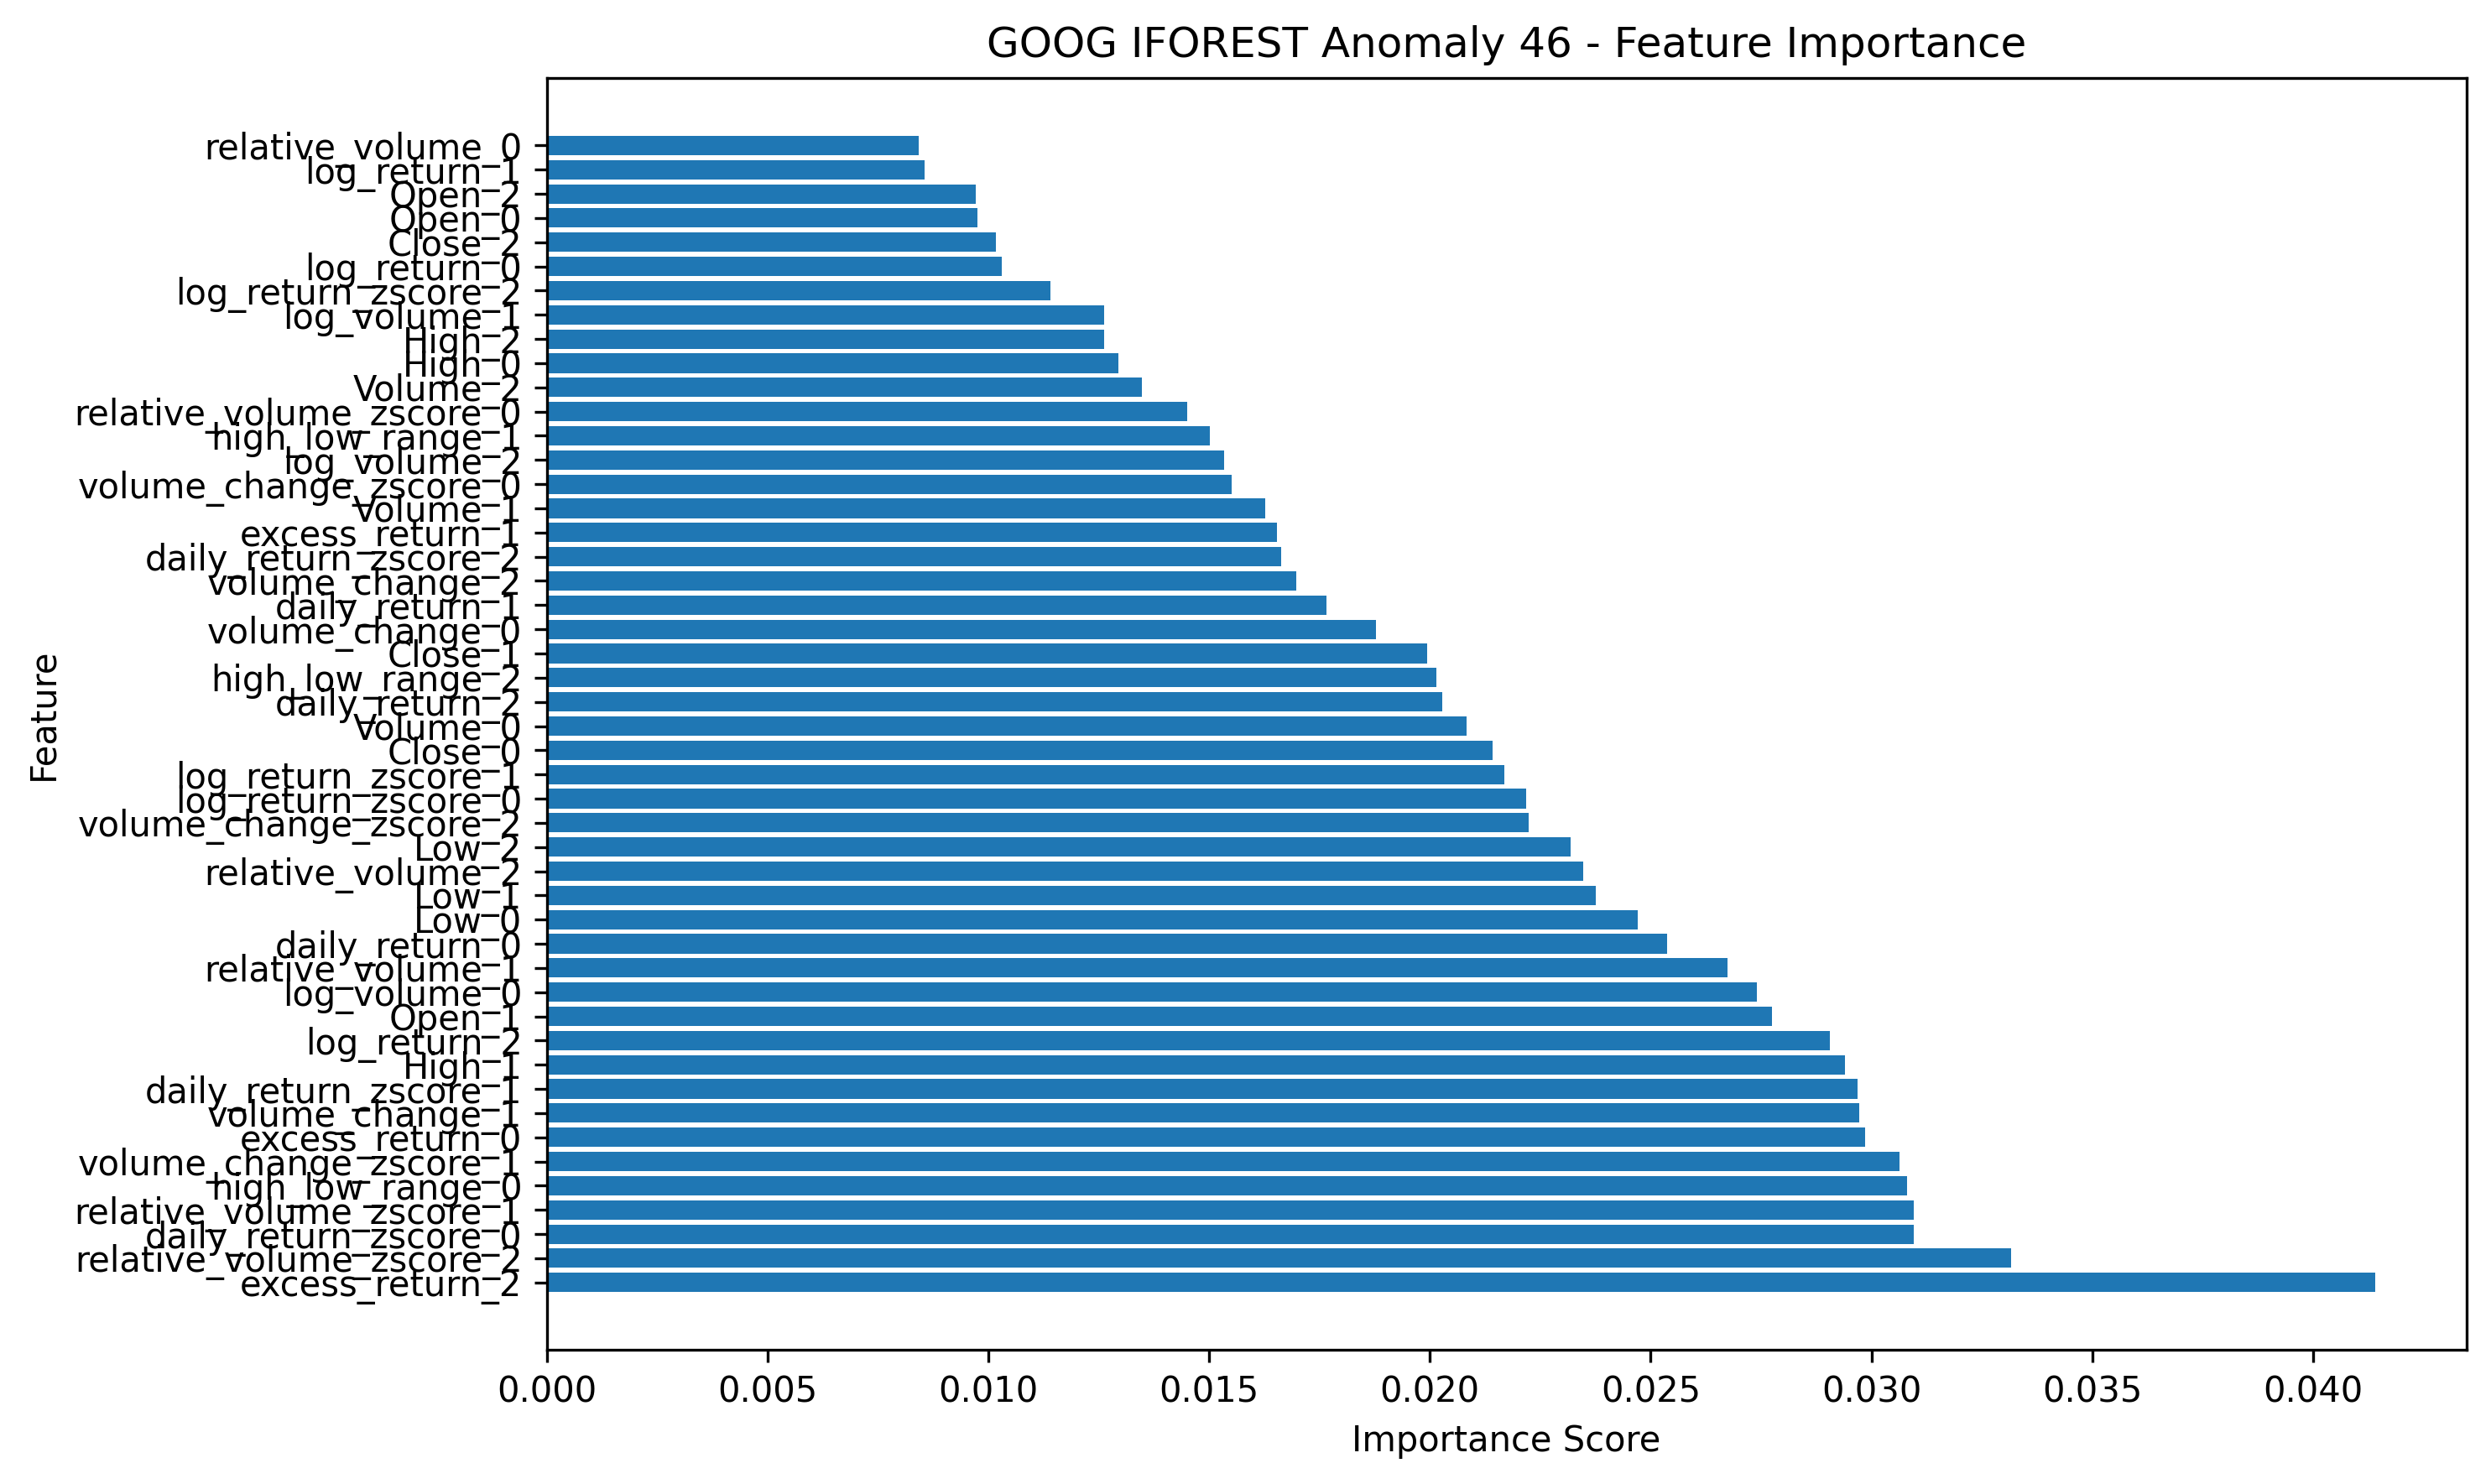 GOOG IFOREST Anomaly 46 - Feature Importance
relative_volume_0
log_return_1
Open_2
Open_0
Close_2
log_return_0
log_return_zscore_2
log_volume_1
High_2
High_0
Volume_2
relative_volume_zscore_0
high_low_range_1
log_volume_2
volume_change_zscore_0
Volume_1
excess_return_1
daily_return_zscore_2
volume_change_2
daily_return_1
volume_change_0
Close_1
high_low_range_2
daily_return_2
Volume_0
Close_0
log_return_zscore_1
log_return_zscore_0
volume_change_zscore_2
Low_2
relative_volume_2
Low_1
Low_0
daily_return_0
relative_volume_1
log_volume_0
Open_1
log_return_2
High_1
daily_return_zscore_1
volume_change_1
excess_return_0
volume_change_zscore_1
high_low_range_0
relative_volume_zscore_1
daily_return_zscore_0
relative_volume_zscore_2
excess_return_2
Feature
0.000 0.005 0.010 0.015 0.020 0.025 0.030 0.035 0.040
Importance Score